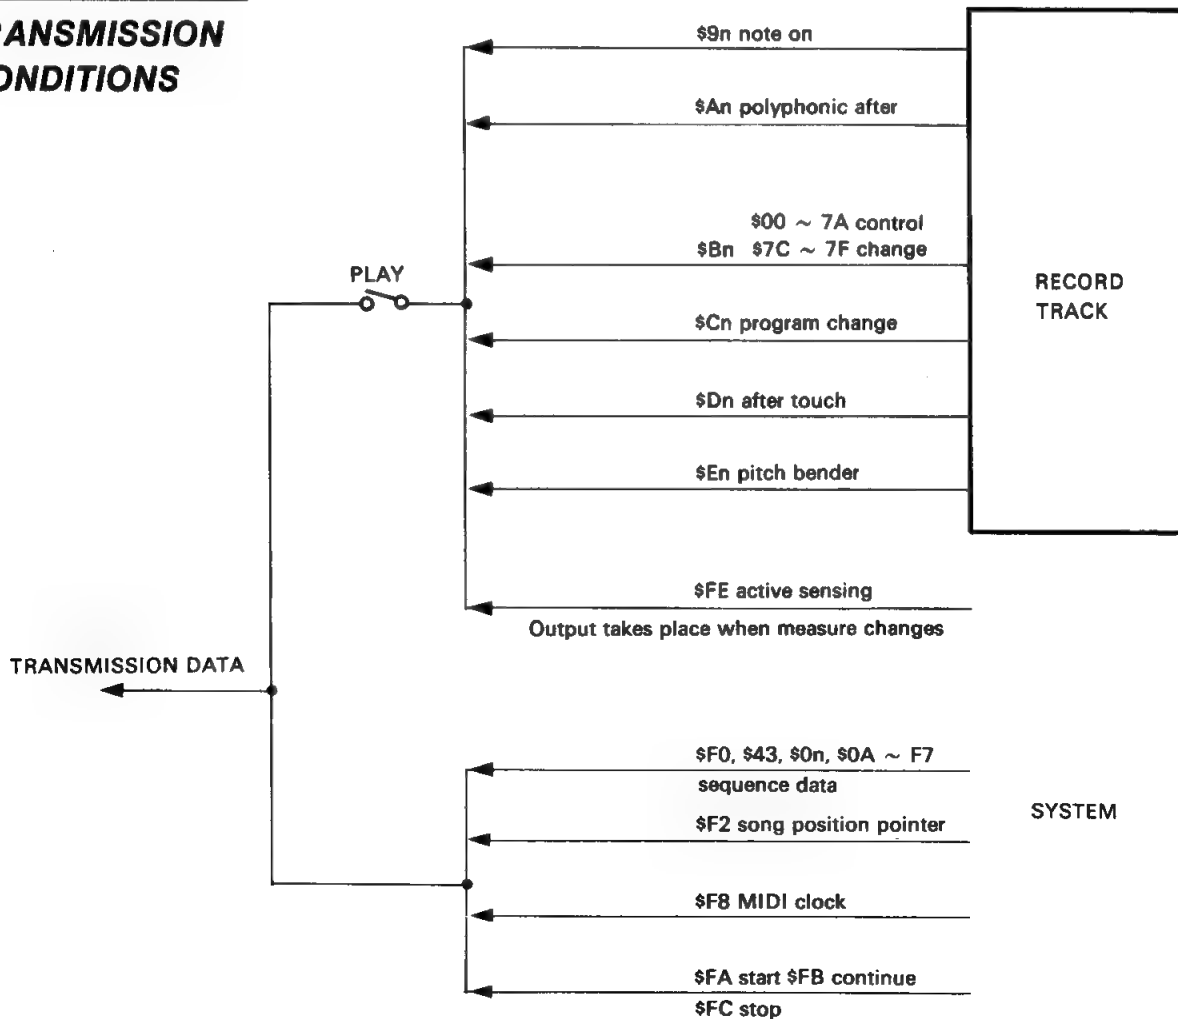 ANSMISSION
ONDITIONS
$9n note on
$An polyphonic after
$00 ~ 7A control
$Bn $7C ~ 7F change
PLAY
RECORD
TRACK
$Cn program change
$Dn after touch
$En pitch bender
$FE active sensing
Output takes place when measure changes
TRANSMISSION DATA
$F0, $43, $0n, $0A ~ F7
sequence data
SYSTEM
$F2 song position pointer
$F8 MIDI clock
$FA start $FB continue
$FC stop